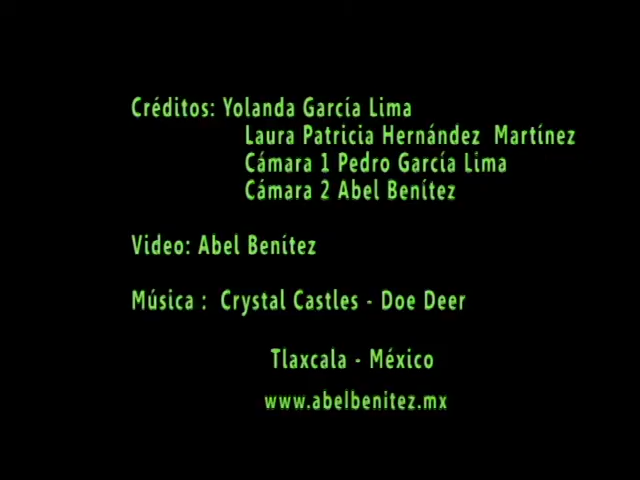 Créditos: Yolanda García Lima
Laura Patricia Hernández Martínez
Cámara 1 Pedro García Lima
Cámara 2 Abel Benítez
Video: Abel Benítez
Música : Crystal Castles - Doe Deer
Tlaxcala - México
www.abelbenitez.mx